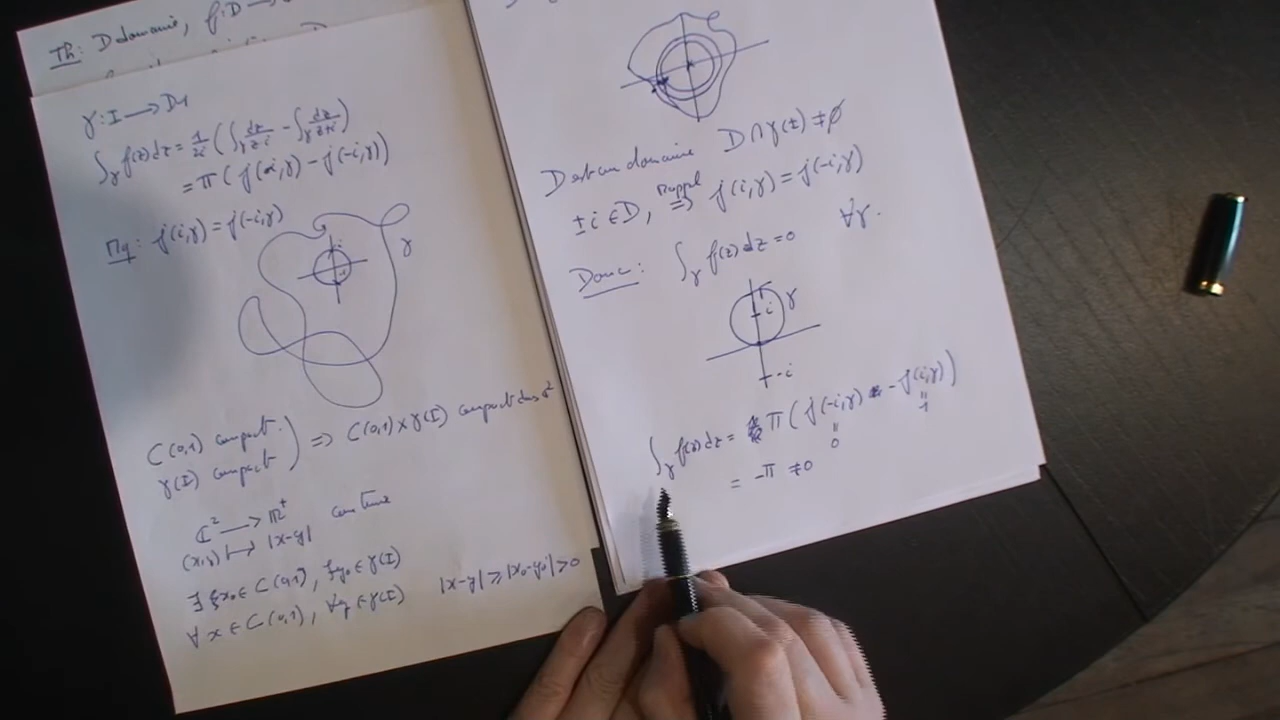 Th: D domaine, f: D →
γ: I → D1
∫_γ f(z) dz = 1/2i ( ∫_γ dz/z-i - ∫_γ dz/z+i )
= π ( j(i,γ) - j(-i,γ))
Mq: j(i,γ) = j(-i,γ)
i
-i
γ
C(0,1) compact.
γ(I) compact
) => C(0,1) × γ(I) compact dans ℂ²
ℂ² → ℝ⁺ continue
(x,y) ↦ |x-y|
∃ x₀ ∈ C(0,1), ∃ y₀ ∈ γ(I)
∀ x ∈ C(0,1), ∀y ∈ γ(I) |x-y| ≥ |x₀-y₀| > 0
D est un domaine D ∩ γ(I) ≠ ∅
±i ∈ D, Rappel => j(i,γ) = j(-i,γ)
Donc: ∫_γ f(z) dz = 0 ∀γ.
i
γ
-i
∫_γ f(z) dz = π ( j(-i,γ) - j(i,γ) )
= 0
= 1
= -π ≠ 0